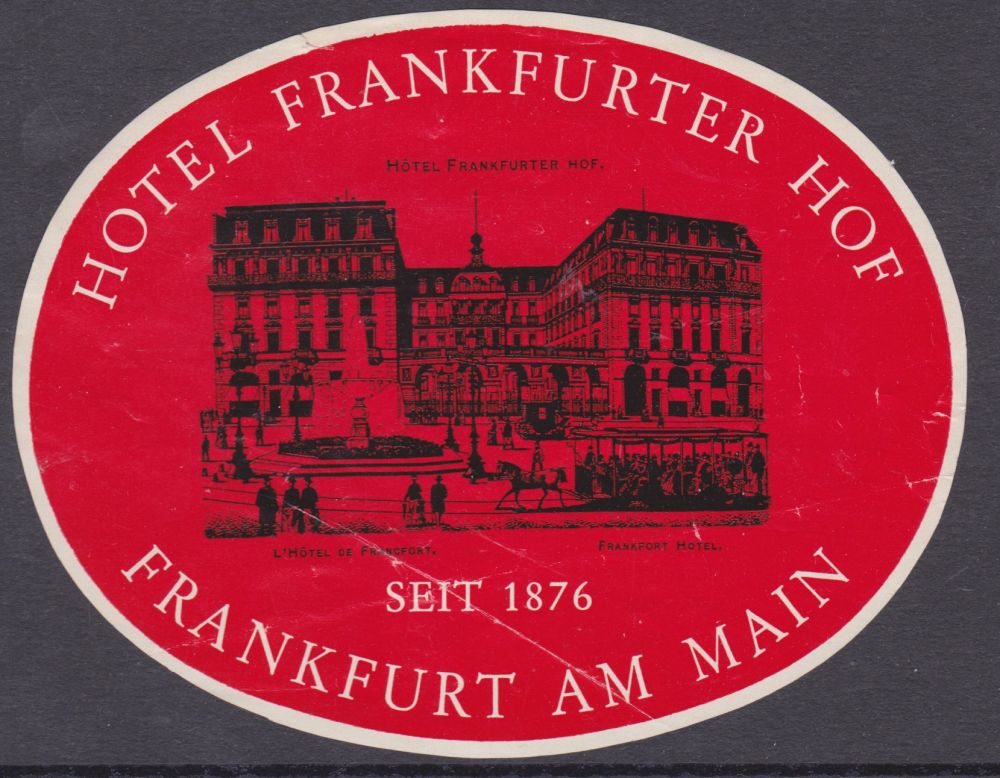 HOTEL FRANKFURTER HOF
HÔTEL FRANKFURTER HOF.
L'HÔTEL DE FRANCFORT.
FRANKFORT HOTEL.
SEIT 1876
FRANKFURT AM MAIN